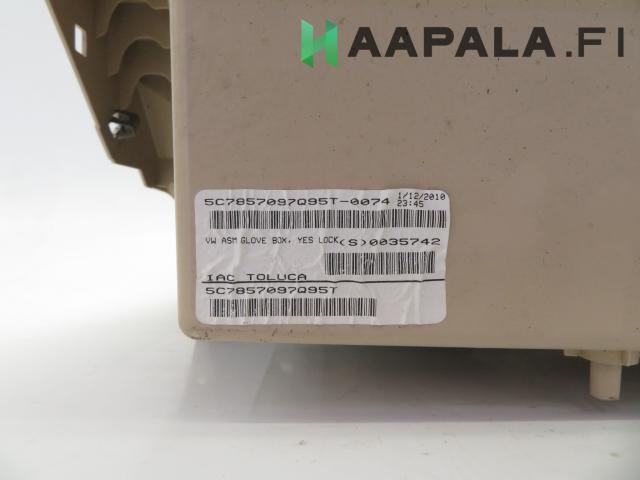 HAAPALA.FI
5C7857097Q95T-0074 1/12/2010
23:45
VW ASM GLOVE BOX, YES LOCK (S)0035742
IAC TOLUCA
5C7857097Q95T